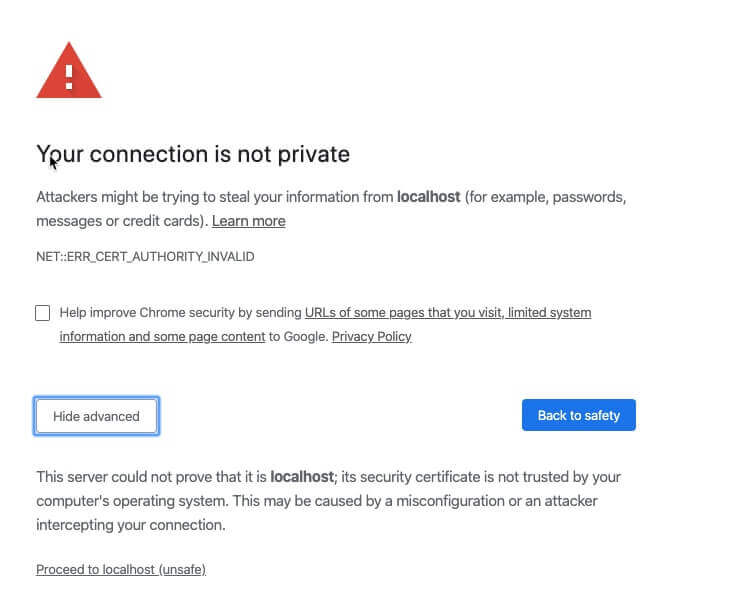 Your connection is not private
Attackers might be trying to steal your information from localhost (for example, passwords,
messages or credit cards). Learn more
NET::ERR_CERT_AUTHORITY_INVALID
Help improve Chrome security by sending URLs of some pages that you visit, limited system
information and some page content to Google. Privacy Policy
Hide advanced
Back to safety
This server could not prove that it is localhost; its security certificate is not trusted by your
computer's operating system. This may be caused by a misconfiguration or an attacker
intercepting your connection.
Proceed to localhost (unsafe)